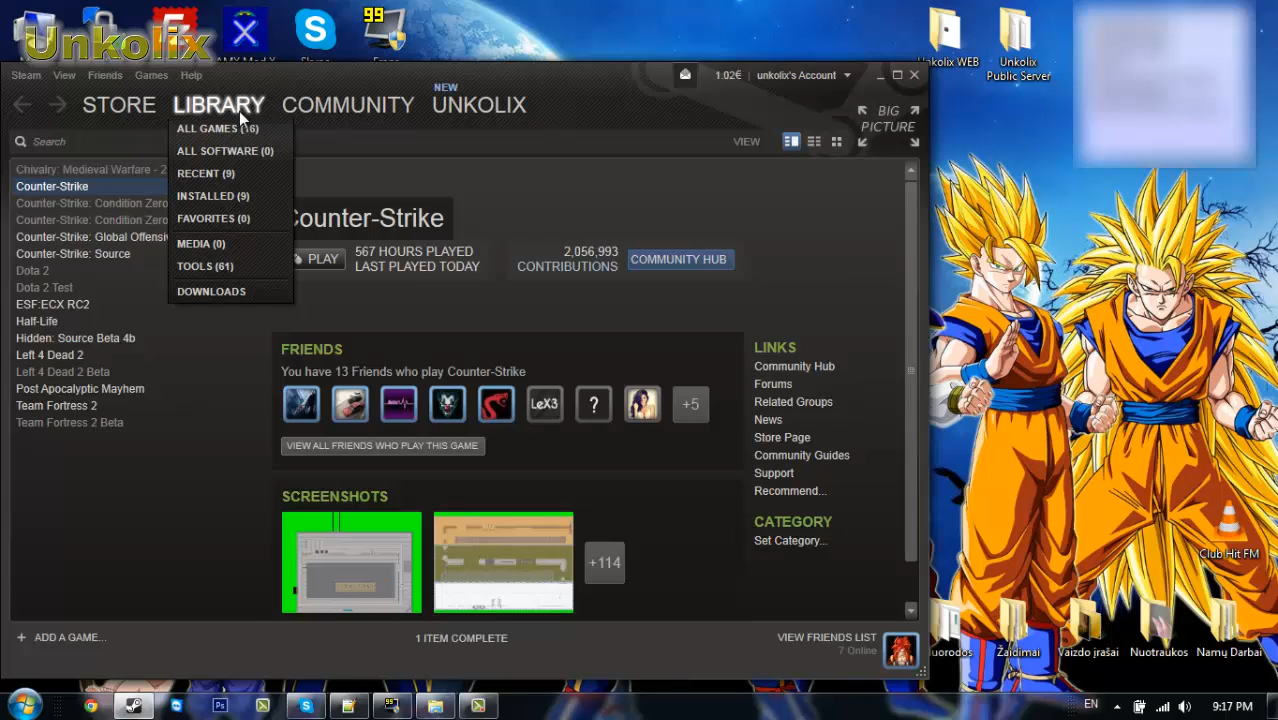 99
Unkolix
Unkolix WEB
Unkolix
Public Server
Steam View Friends Games Help
1.02€ unkolix's Account
STORE LIBRARY COMMUNITY NEW UNKOLIX
BIG
PICTURE
Search
VIEW
ALL GAMES (16)
ALL SOFTWARE (0)
RECENT (9)
INSTALLED (9)
FAVORITES (0)
MEDIA (0)
TOOLS (61)
DOWNLOADS
Chivalry: Medieval Warfare - 2
Counter-Strike
Counter-Strike: Condition Zero
Counter-Strike: Condition Zero
Counter-Strike: Global Offensiv
Counter-Strike: Source
Dota 2
Dota 2 Test
ESF:ECX RC2
Half-Life
Hidden: Source Beta 4b
Left 4 Dead 2
Left 4 Dead 2 Beta
Post Apocalyptic Mayhem
Team Fortress 2
Team Fortress 2 Beta
Counter-Strike
PLAY
567 HOURS PLAYED
LAST PLAYED TODAY
2,056,993
CONTRIBUTIONS
COMMUNITY HUB
FRIENDS
You have 13 Friends who play Counter-Strike
LeX3
?
+5
VIEW ALL FRIENDS WHO PLAY THIS GAME
SCREENSHOTS
+114
LINKS
Community Hub
Forums
Related Groups
News
Store Page
Community Guides
Support
Recommend...
CATEGORY
Set Category...
ADD A GAME...
1 ITEM COMPLETE
VIEW FRIENDS LIST
7 Online
Club Hit FM
Žaidimai
Vaizdo įrašai
Nuotraukos
Namų Darbai
99
EN
9:17 PM